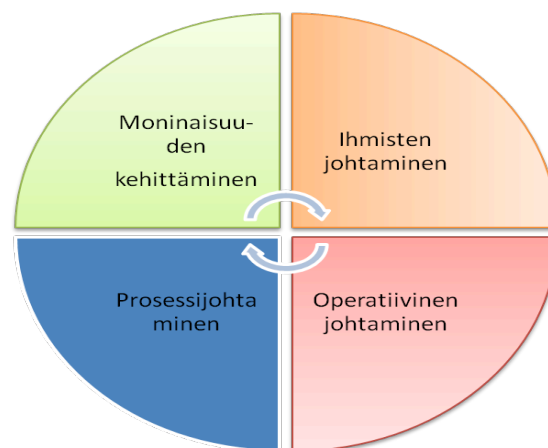 Moninaisuu-
den
kehittäminen
Ihmisten
johtaminen
Prosessijohta
minen
Operatiivinen
johtaminen